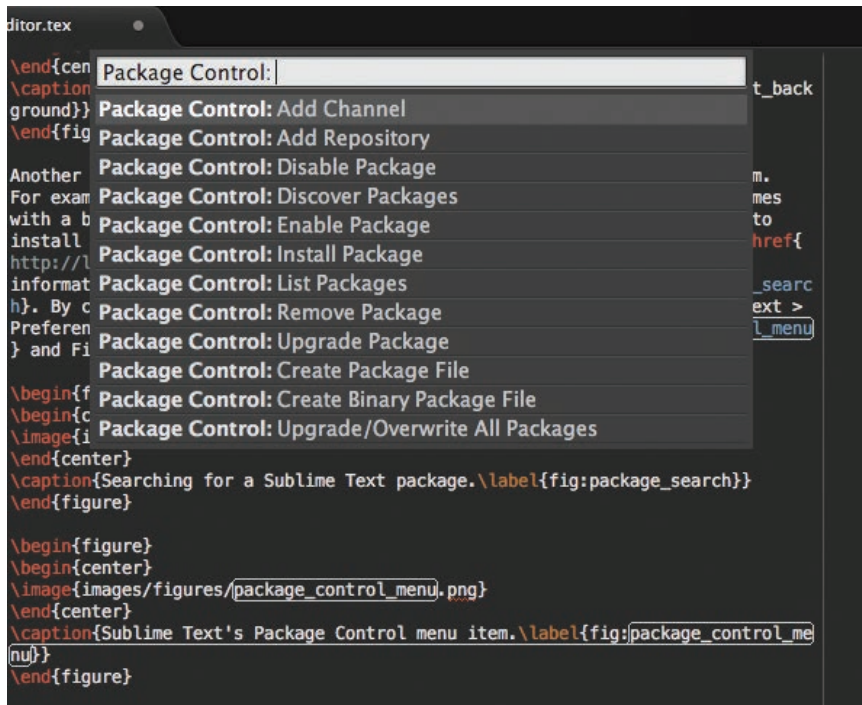 ditor.tex
\end{cen
Package Control:
\caption
t_back
ground}}
Package Control: Add Channel
\end{fig
Package Control: Add Repository
Package Control: Disable Package
Another
m.
For exam
Package Control: Discover Packages
mes
with a b
Package Control: Enable Package
to
install
Package Control: Install Package
href{
http://l
informat
Package Control: List Packages
_searc
h}. By c
Package Control: Remove Package
ext >
Preferen
Package Control: Upgrade Package
l_menu
} and Fi
Package Control: Create Package File
\begin{f
Package Control: Create Binary Package File
\begin{c
Package Control: Upgrade/Overwrite All Packages
\image{i
\end{center}
\caption{Searching for a Sublime Text package.\label{fig:package_search}}
\end{figure}
\begin{figure}
\begin{center}
\image{images/figures/package_control_menu.png}
\end{center}
\caption{Sublime Text's Package Control menu item.\label{fig:package_control_me
nu}}
\end{figure}